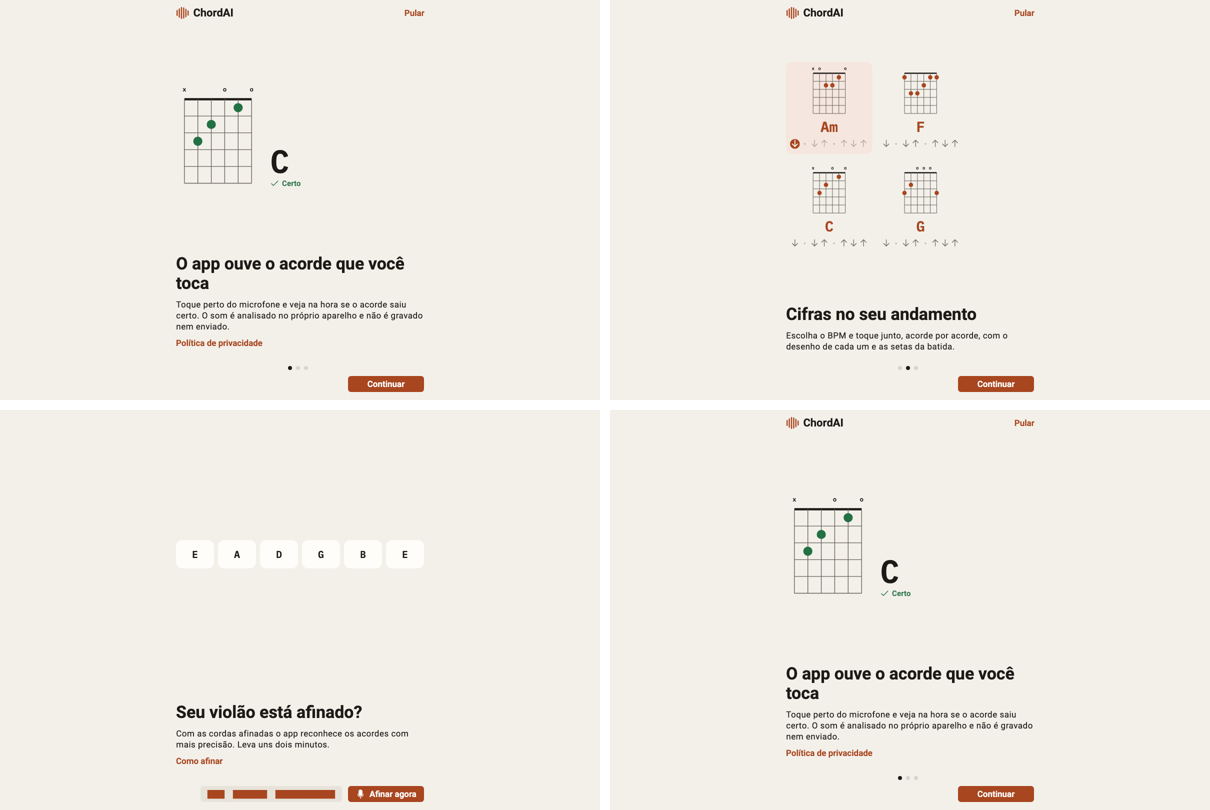 ChordAI
Pular
x o o
C
Certo
O app ouve o acorde que você
toca
Toque perto do microfone e veja na hora se o acorde saiu
certo. O som é analisado no próprio aparelho e não é gravado
nem enviado.
Política de privacidade
Continuar
ChordAI
Pular
x o o
Am
F
x o o
C
o o o
G
Cifras no seu andamento
Escolha o BPM e toque junto, acorde por acorde, com o
desenho de cada um e as setas da batida.
Continuar
E A D G B E
Seu violão está afinado?
Com as cordas afinadas o app reconhece os acordes com
mais precisão. Leva uns dois minutos.
Como afinar
Afinar agora
ChordAI
Pular
x o o
C
Certo
O app ouve o acorde que você
toca
Toque perto do microfone e veja na hora se o acorde saiu
certo. O som é analisado no próprio aparelho e não é gravado
nem enviado.
Política de privacidade
Continuar